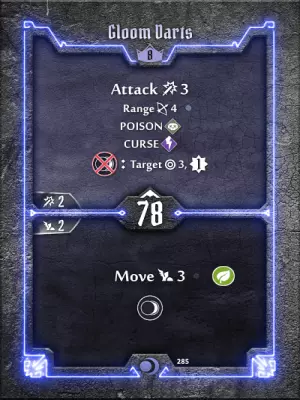 Gloom Darts
8
Attack 3
Range 4
POISON
CURSE
: Target 3, 1
2
78
2
Move 3
285